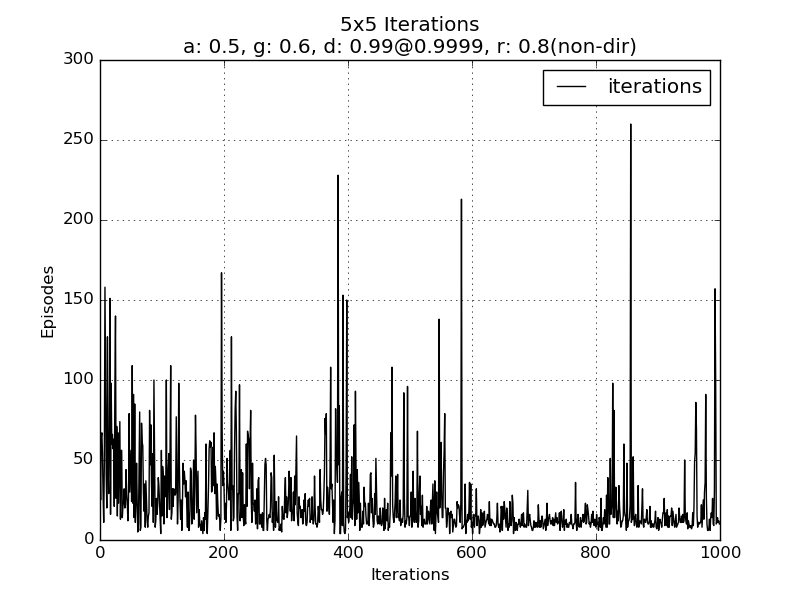 5x5 Iterations
a: 0.5, g: 0.6, d: 0.99@0.9999, r: 0.8(non-dir)
300
iterations
250
200
150
100
50
0
Episodes
0 200 400 600 800 1000
Iterations